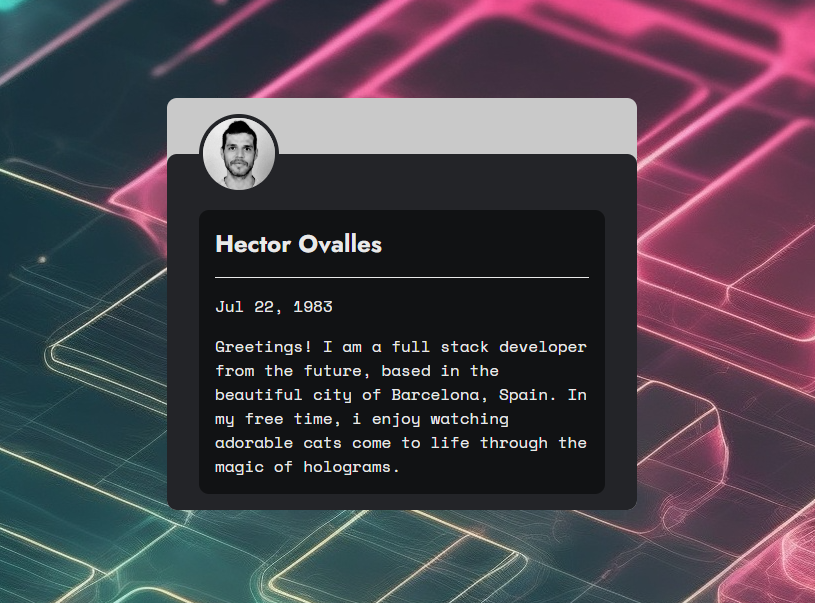 Hector Ovalles
Jul 22, 1983
Greetings! I am a full stack developer
from the future, based in the
beautiful city of Barcelona, Spain. In
my free time, i enjoy watching
adorable cats come to life through the
magic of holograms.